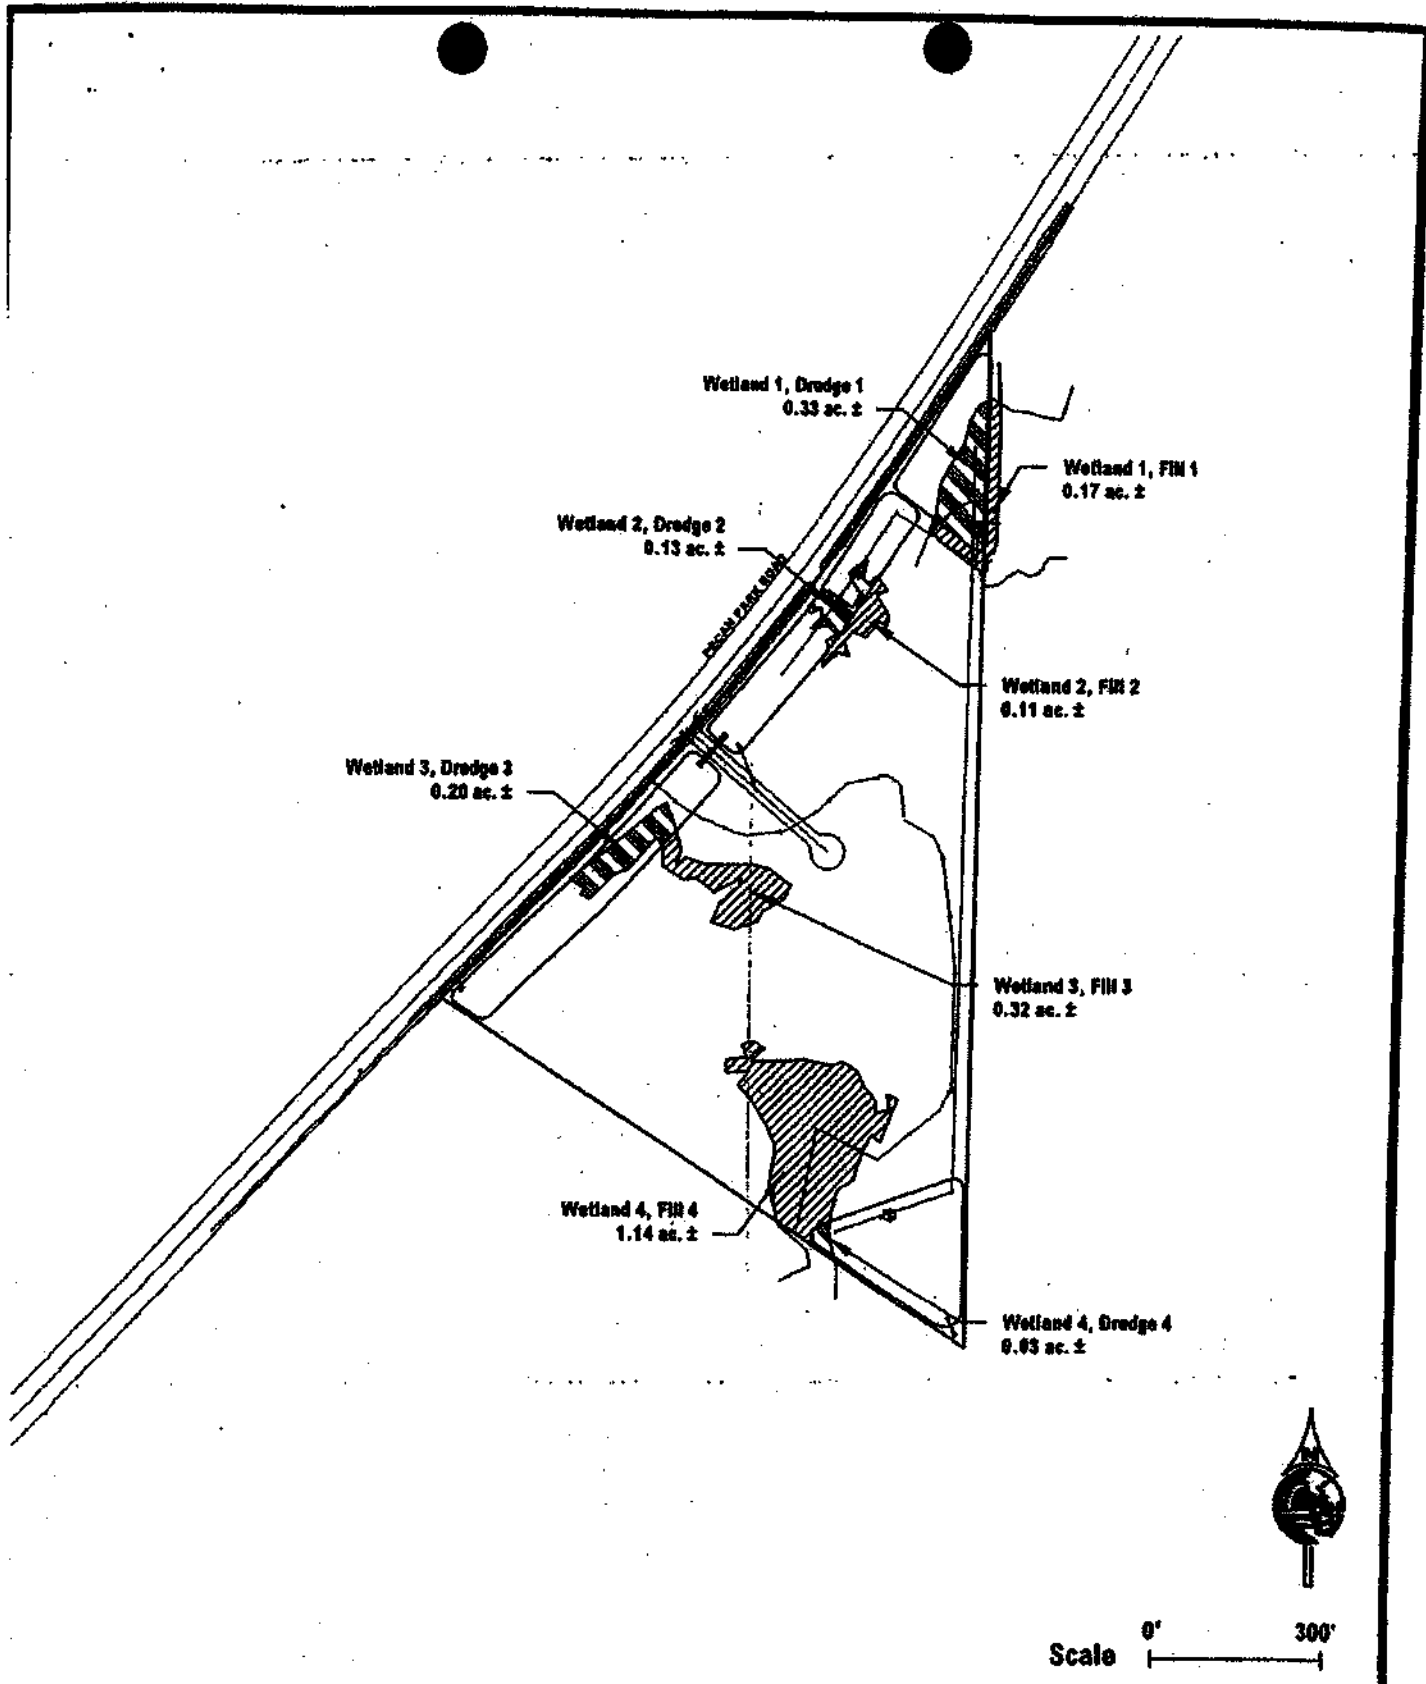 Wetland 1, Dredge 1
0.33 ac. ±
Wetland 1, Fill 1
0.17 ac. ±
Wetland 2, Dredge 2
0.13 ac. ±
PECAN PARK ROAD
Wetland 2, Fill 2
0.11 ac. ±
Wetland 3, Dredge 3
0.20 ac. ±
Wetland 3, Fill 3
0.32 ac. ±
Wetland 4, Fill 4
1.14 ac. ±
Wetland 4, Dredge 4
0.03 ac. ±
N
0'
300'
Scale